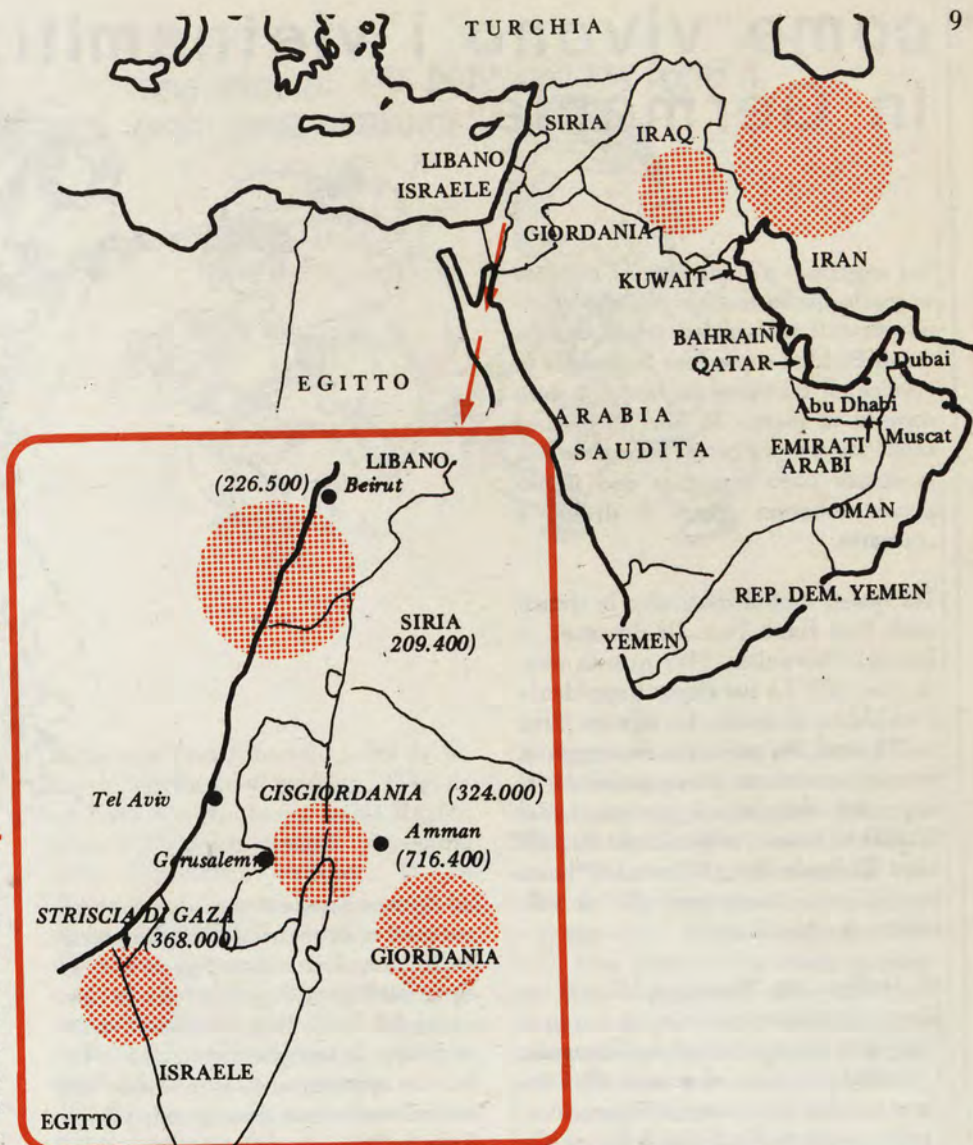 9
TURCHIA
SIRIA
IRAQ
LIBANO
ISRAELE
GIORDANIA
IRAN
KUWAIT
BAHRAIN
QATAR
Dubai
EGITTO
Abu Dhabi
ARABIA
SAUDITA
EMIRATI
ARABI
Muscat
OMAN
REP. DEM. YEMEN
YEMEN
LIBANO
(226.500)
Beirut
SIRIA
209.400)
Tel Aviv
CISGIORDANIA (324.000)
Amman
(716.400)
Gerusalemm
STRISCIA DI GAZA
(368.000)
GIORDANIA
ISRAELE
EGITTO